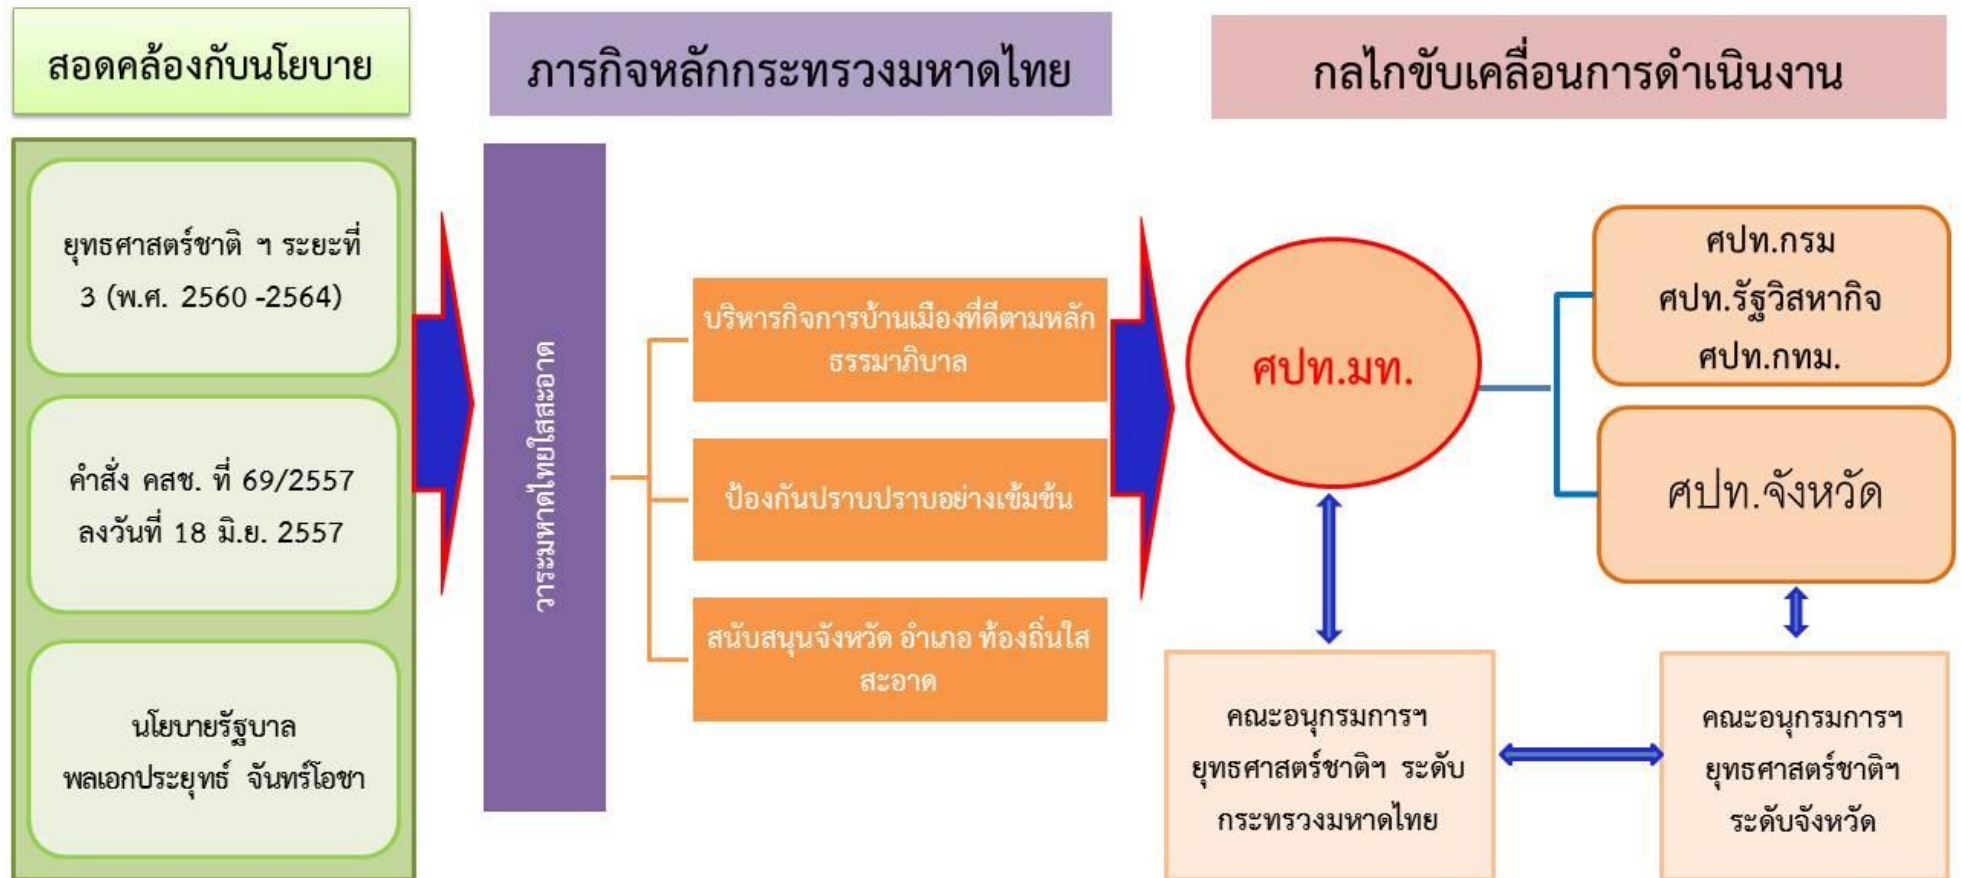 สอดคล้องกับนโยบาย
ยุทธศาสตร์ชาติ ฯ ระยะที่
3 (พ.ศ. 2560 -2564)
คำสั่ง คสช. ที่ 69/2557
ลงวันที่ 18 มิ.ย. 2557
นโยบายรัฐบาล
พลเอกประยุทธ์ จันทร์โอชา
ภารกิจหลักกระทรวงมหาดไทย
วาระมหาดไทยใสสะอาด
บริหารกิจการบ้านเมืองที่ดีตามหลัก
ธรรมาภิบาล
ป้องกันปราบปราบอย่างเข้มข้น
สนับสนุนจังหวัด อำเภอ ท้องถิ่นใส
สะอาด
กลไกขับเคลื่อนการดำเนินงาน
ศปท.มท.
ศปท.กรม
ศปท.รัฐวิสหากิจ
ศปท.กทม.
ศปท.จังหวัด
คณะอนุกรมการฯ
ยุทธศาสตร์ชาติฯ ระดับ
กระทรวงมหาดไทย
คณะอนุกรมการฯ
ยุทธศาสตร์ชาติฯ
ระดับจังหวัด